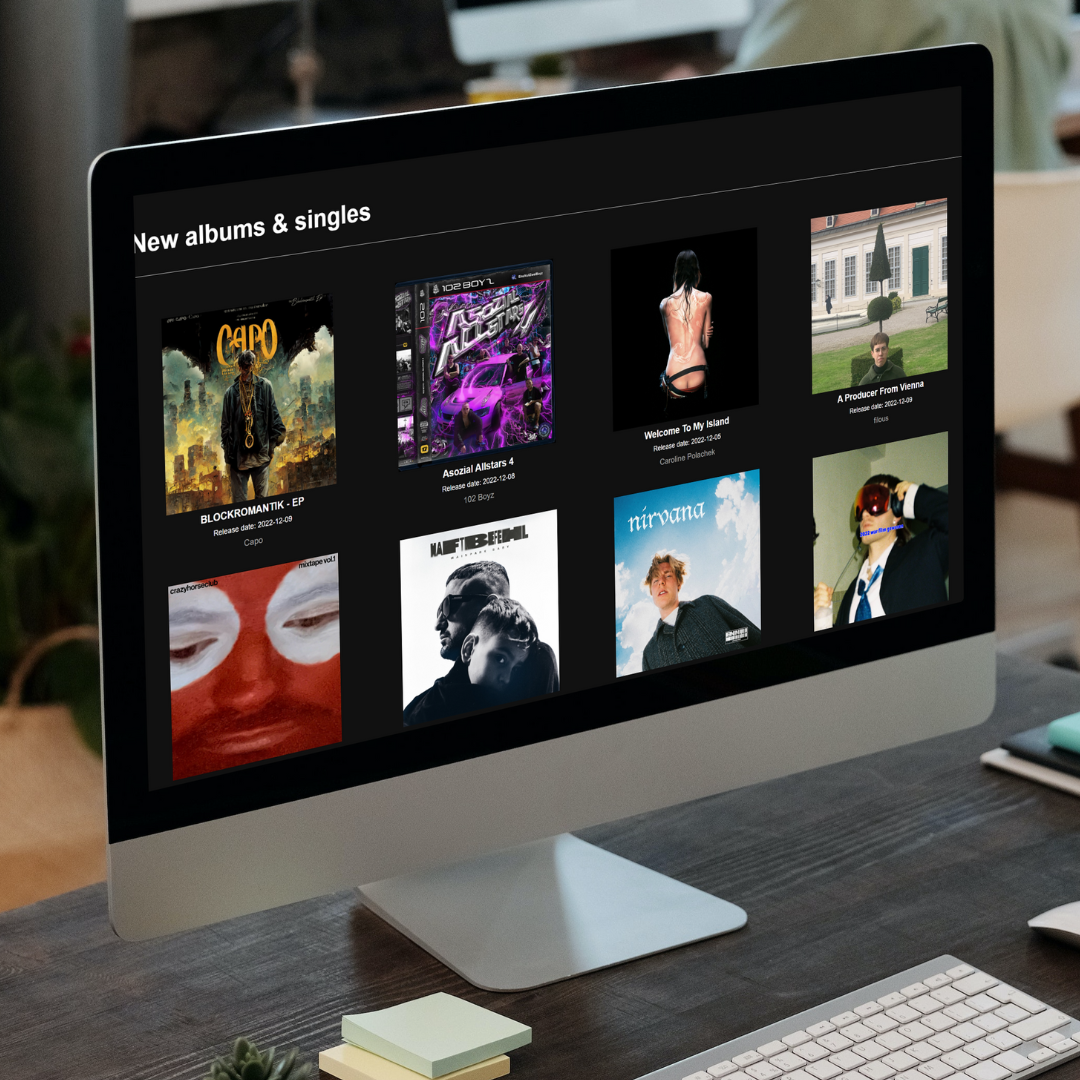 New albums & singles
CAPO
BLOCKROMANTIK - EP
Release date: 2022-12-09
Capo
102 BOYZ
102
ASOZIAL
ALLSTARS 4
Asozial Allstars 4
Release date: 2022-12-08
102 Boyz
Welcome To My Island
Release date: 2022-12-05
Caroline Polachek
A Producer From Vienna
Release date: 2022-12-09
filous
crazyhorseclub
mixtape vol.1
nirvana